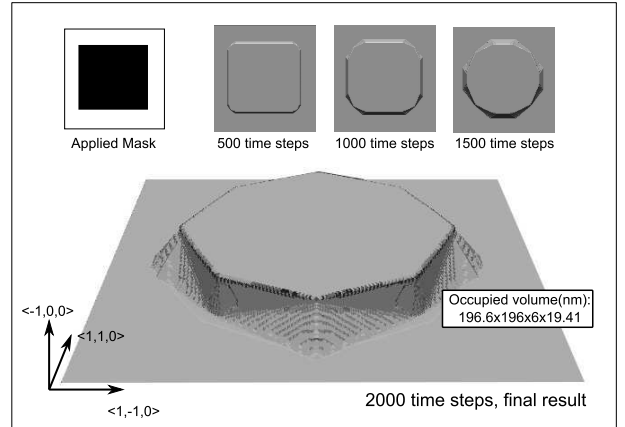 Applied Mask
500 time steps
1000 time steps
1500 time steps
Occupied volume(nm):
196.6x196x6x19.41
<-1,0,0>
<1,1,0>
<1,-1,0>
2000 time steps, final result